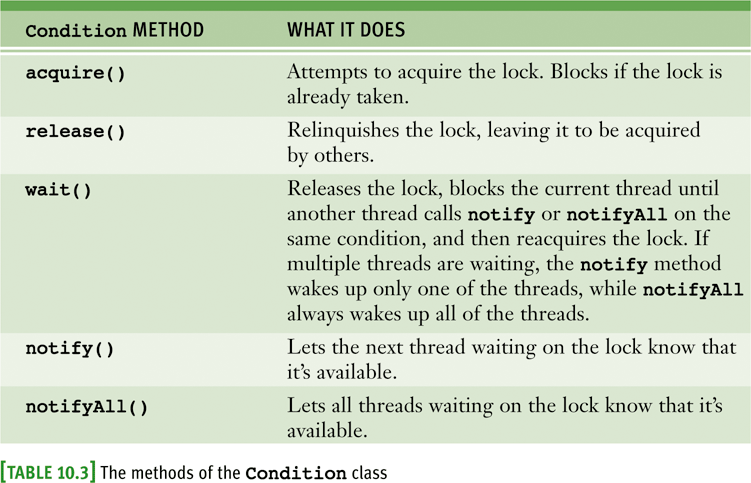 Condition METHOD WHAT IT DOES
acquire() Attempts to acquire the lock. Blocks if the lock is
already taken.
release() Relinquishes the lock, leaving it to be acquired
by others.
wait() Releases the lock, blocks the current thread until
another thread calls notify or notifyAll on the
same condition, and then reacquires the lock. If
multiple threads are waiting, the notify method
wakes up only one of the threads, while notifyAll
always wakes up all of the threads.
notify() Lets the next thread waiting on the lock know that
it’s available.
notifyAll() Lets all threads waiting on the lock know that it’s
available.
[TABLE 10.3] The methods of the Condition class